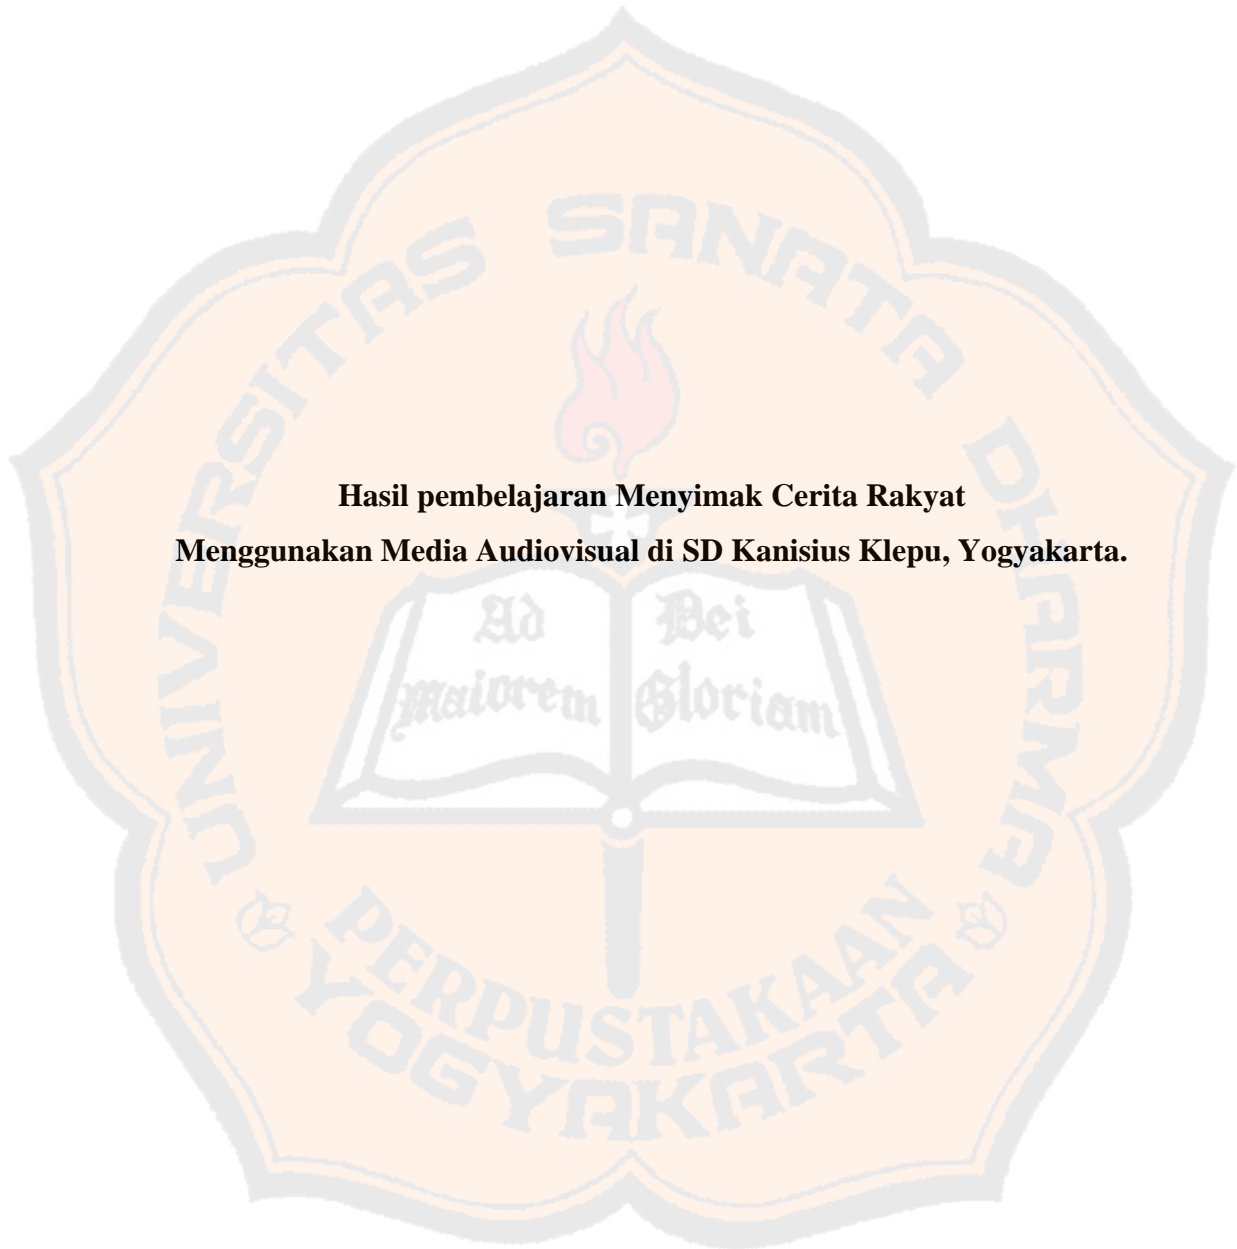 UNIVERSITAS SANATA DHARMA
Hasil pembelajaran Menyimak Cerita Rakyat
Menggunakan Media Audiovisual di SD Kanisius Klepu, Yogyakarta.
Ad Dei
Maiorem Gloriam
PERPUSTAKAAN
YOGYAKARTA